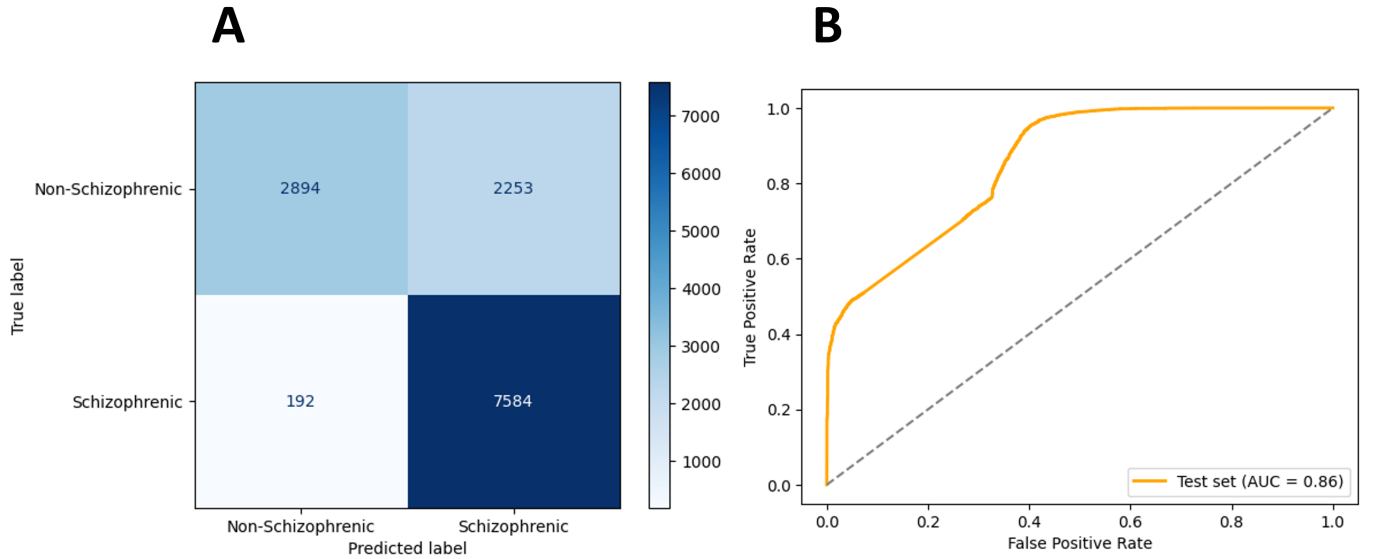 A
B
True label
Non-Schizophrenic
Schizophrenic
2894
2253
192
7584
Non-Schizophrenic
Schizophrenic
Predicted label
7000
6000
5000
4000
3000
2000
1000
True Positive Rate
1.0
0.8
0.6
0.4
0.2
0.0
0.0
0.2
0.4
0.6
0.8
1.0
False Positive Rate
Test set (AUC = 0.86)